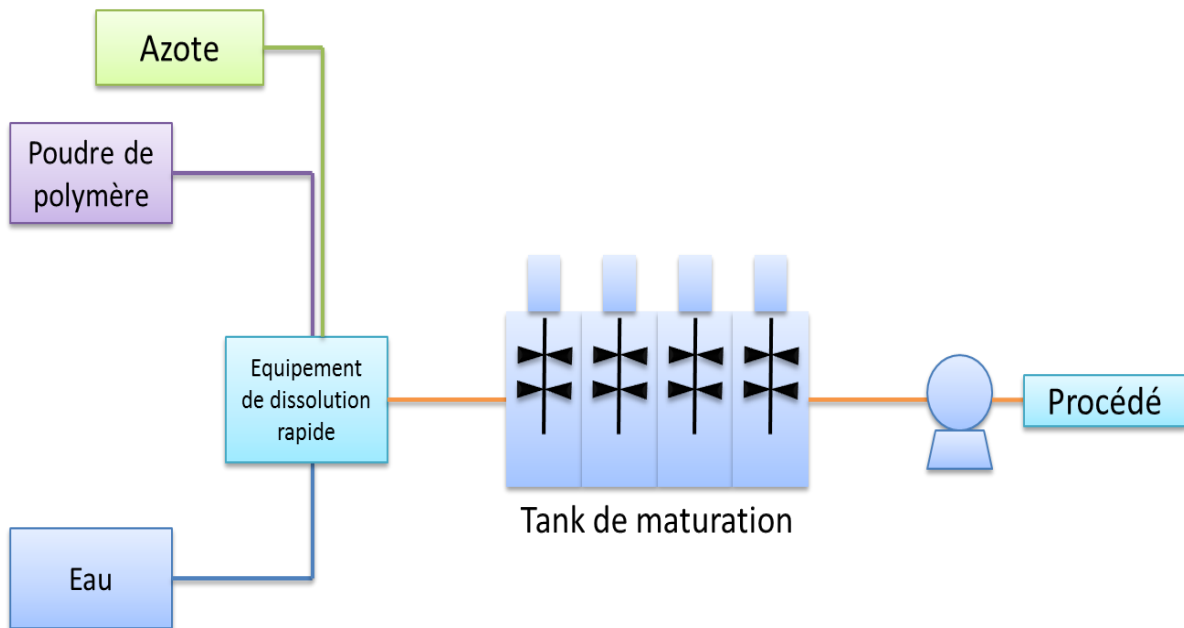 Azote
Poudre de
polymère
Equipement
de dissolution
rapide
Procédé
Tank de maturation
Eau